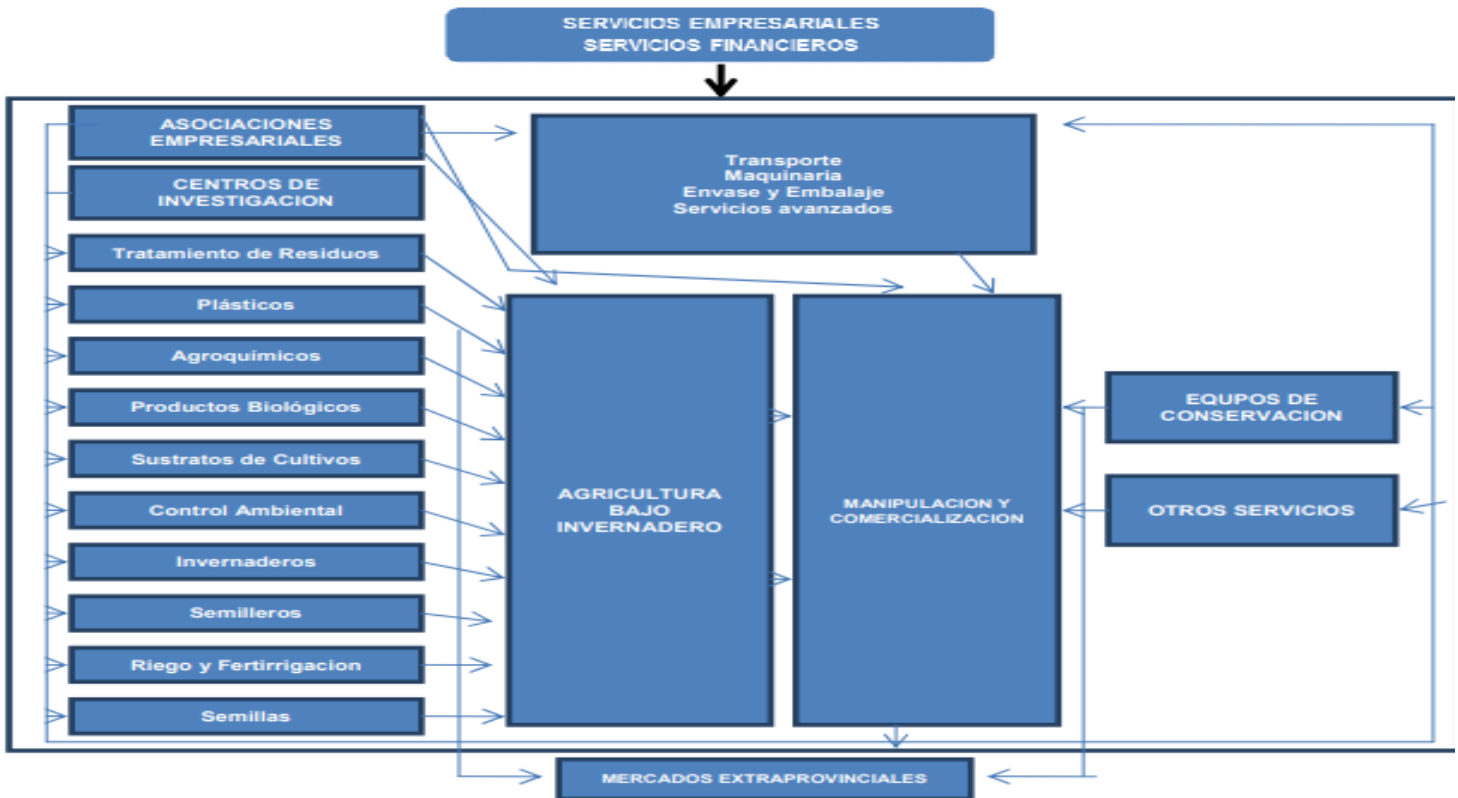 SERVICIOS EMPRESARIALES
SERVICIOS FINANCIEROS
ASOCIACIONES
EMPRESARIALES
CENTROS DE
INVESTIGACION
Tratamiento de Residuos
Plásticos
Agroquímicos
Productos Biológicos
Sustratos de Cultivos
Control Ambiental
Invernaderos
Semilleros
Riego y Fertirrigacion
Semillas
Transporte
Maquinaria
Envase y Embalaje
Servicios avanzados
AGRICULTURA
BAJO
INVERNADERO
MANIPULACION Y
COMERCIALIZACION
EQUPOS DE
CONSERVACION
OTROS SERVICIOS
MERCADOS EXTRAPROVINCIALES